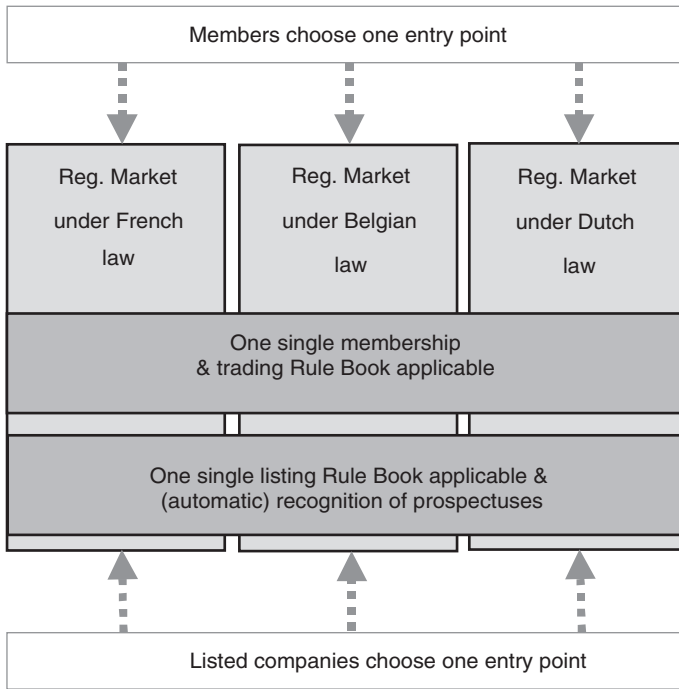 Members choose one entry point
Reg. Market
under French
law
Reg. Market
under Belgian
law
Reg. Market
under Dutch
law
One single membership
& trading Rule Book applicable
One single listing Rule Book applicable &
(automatic) recognition of prospectuses
Listed companies choose one entry point